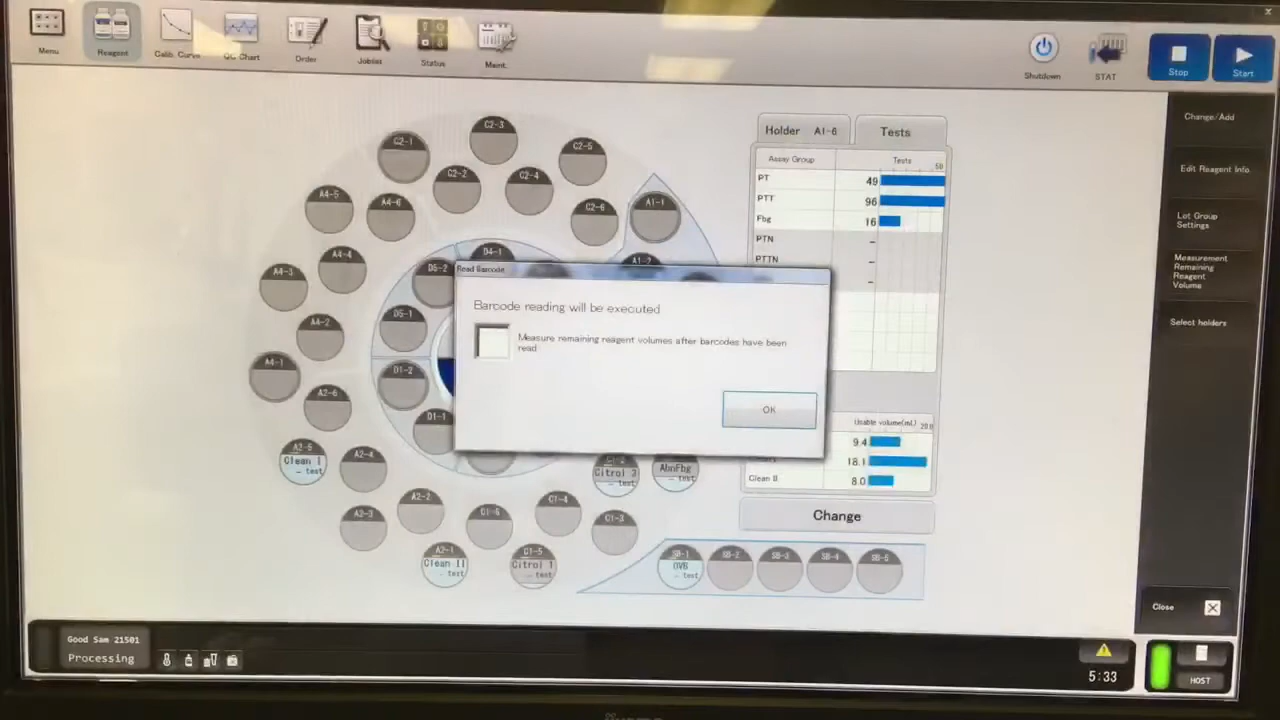 Menu
Reagent
Calib. Curve
QC Chart
Order
Joblist
Status
Maint.
Shutdown
STAT
Stop
Start
Holder A1-6
Tests
Assay Group
Tests
PT 49
PTT 96
Fbg 16
PTN -
PTTN -
-
Usable volume(mL)
9.4
18.1
Clean II 8.0
Change
Change/Add
Edit Reagent Info.
Lot Group
Settings
Measurement
Remaining
Reagent
Volume
Select holders
Close
Read Barcode
Barcode reading will be executed
Measure remaining reagent volumes after barcodes have been
read
OK
C2-3
C2-1
C2-5
C2-2
C2-4
C2-6
A4-5
A4-6
A1-1
A1-2
A4-4
A4-3
D4-1
D5-2
D5-1
A4-2
A4-1
D1-2
A2-6
D1-1
A2-5
Clean I
- test
A2-4
Citrol 3
- test
AbnFbg
- test
A2-2
A2-3
C1-6
C1-4
C1-3
A2-1
Clean II
- test
C1-5
Citrol 1
- test
SB-1
OVB
- test
SB-2
SB-3
SB-4
SB-5
Good Sam 21501
Processing
5:33
HOST